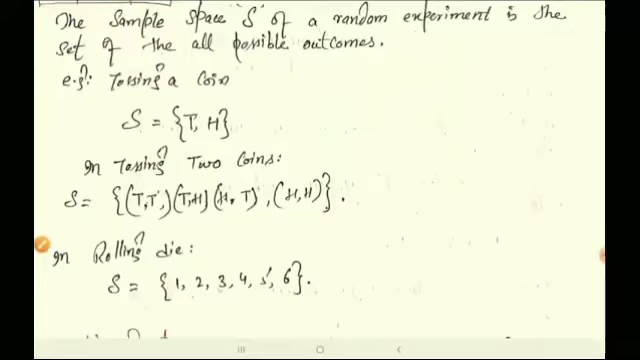 The Sample space 'S' of a random experiment is the
set of the all possible outcomes.
e.g: Tossing a Coin
S = {T, H}
In Tossing Two Coins:
S = {(T,T,)(T,H)(H, T), (H,H)}.
In Rolling die:
S = {1, 2, 3, 4, 5, 6}.